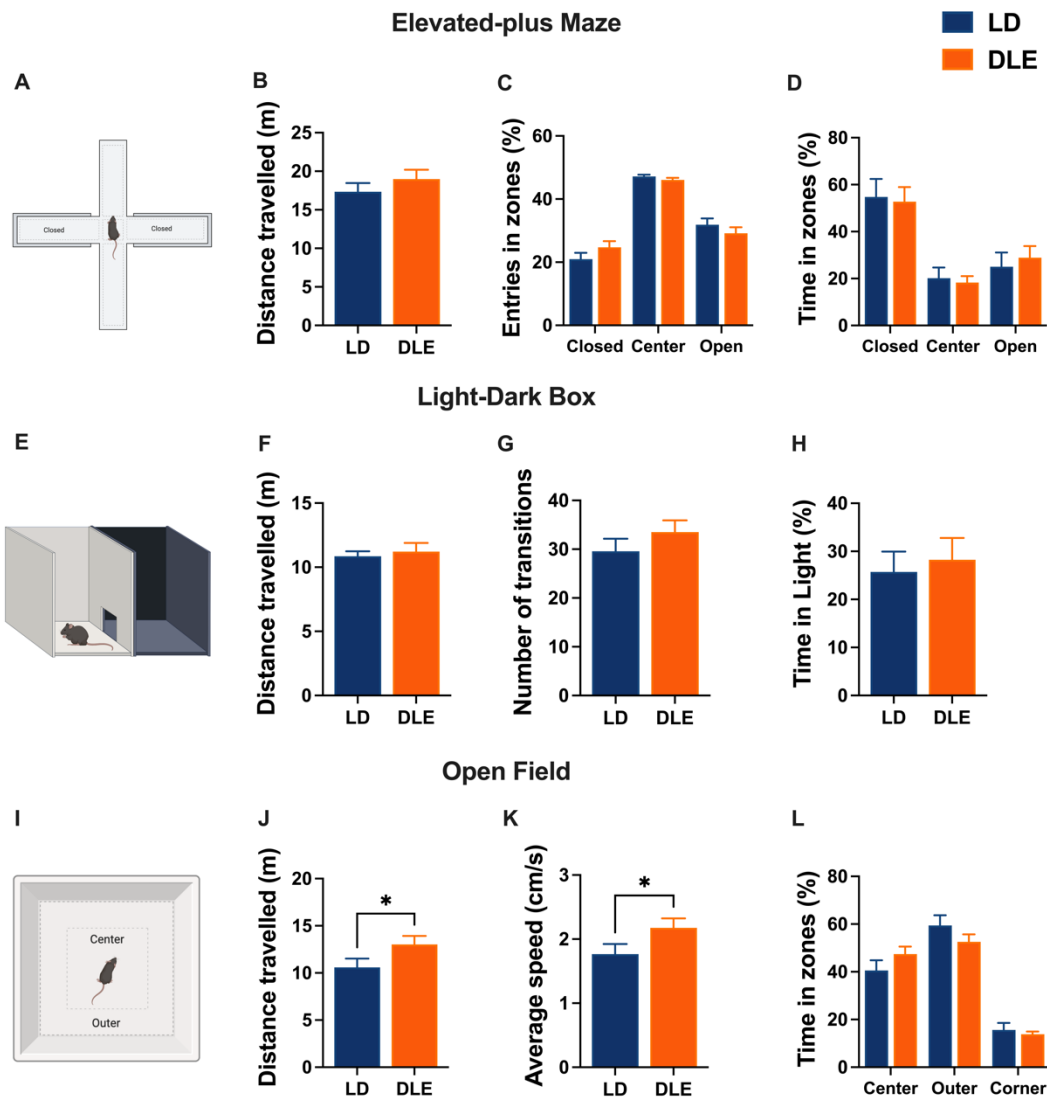 Elevated-plus Maze
LD
DLE
A
Closed
Closed
B
Distance travelled (m)
25
20
15
10
5
0
LD DLE
C
Entries in zones (%)
60
40
20
0
Closed Center Open
D
Time in zones (%)
80
60
40
20
0
Closed Center Open
Light-Dark Box
E
F
Distance travelled (m)
15
10
5
0
LD DLE
G
Number of transitions
40
30
20
10
0
LD DLE
H
Time in Light (%)
40
30
20
10
0
LD DLE
Open Field
I
Center
Outer
J
Distance travelled (m)
20
15
10
5
0
*
LD DLE
K
Average speed (cm/s)
3
2
1
0
*
LD DLE
L
Time in zones (%)
80
60
40
20
0
Center Outer Corner